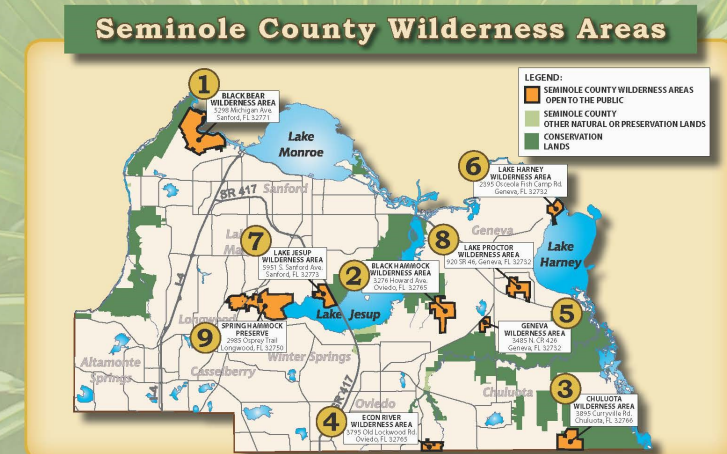 Seminole County Wilderness Areas
LEGEND:
SEMINOLE COUNTY WILDERNESS AREAS
OPEN TO THE PUBLIC
SEMINOLE COUNTY
OTHER NATURAL OR PRESERVATION LANDS
CONSERVATION
LANDS
1
BLACK BEAR
WILDERNESS AREA
5298 Michigan Ave.
Sanford, FL 32771
Lake
Monroe
6
LAKE HARNEY
WILDERNESS AREA
2395 Osceola Fish Camp Rd.
Geneva, FL 32732
SR 417
Sanford
Geneva
Lake
Harney
7
LAKE JESUP
WILDERNESS AREA
5951 S. Sanford Ave.
Sanford, FL 32773
2
BLACK HAMMOCK
WILDERNESS AREA
3276 Howard Ave.
Oviedo, FL 32765
8
LAKE PROCTOR
WILDERNESS AREA
920 SR 46, Geneva, FL 32732
I-4
Lake Jesup
5
GENEVA
WILDERNESS AREA
3485 N. CR 426
Geneva, FL 32732
Longwood
9
SPRING HAMMOCK
PRESERVE
2985 Osprey Trail
Longwood, FL 32750
Altamonte
Springs
Casselberry
Winter Springs
I-4
SR 417
Oviedo
Chuluota
3
CHULUOTA
WILDERNESS AREA
3895 Curryville Rd.
Chuluota, FL 32766
4
ECON RIVER
WILDERNESS AREA
3795 Old Lockwood Rd.
Oviedo, FL 32765